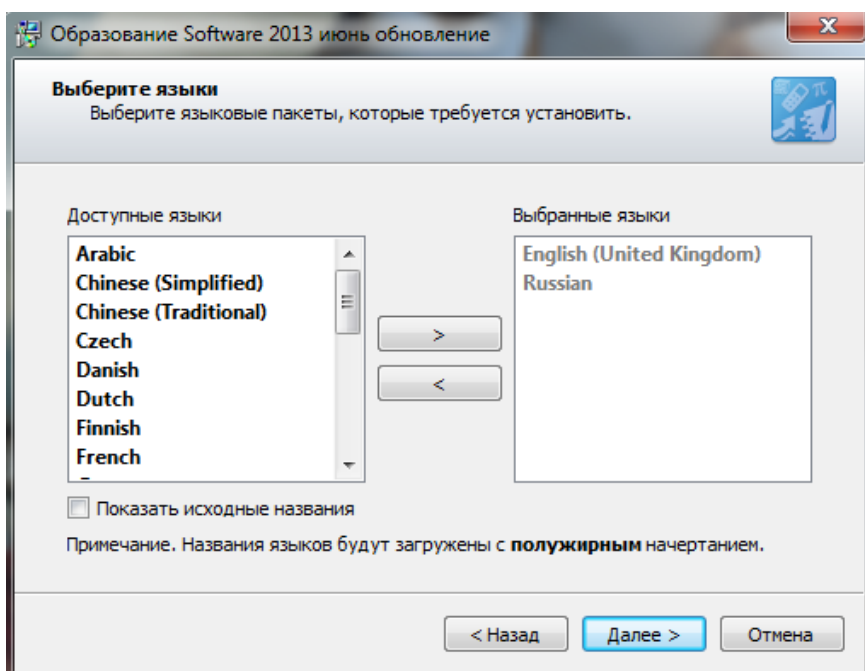 Образование Software 2013 июнь обновление
Выберите языки
Выберите языковые пакеты, которые требуется установить.
Доступные языки
Выбранные языки
Arabic
Chinese (Simplified)
Chinese (Traditional)
Czech
Danish
Dutch
Finnish
French
>
<
English (United Kingdom)
Russian
Показать исходные названия
Примечание. Названия языков будут загружены с полужирным начертанием.
< Назад
Далее >
Отмена